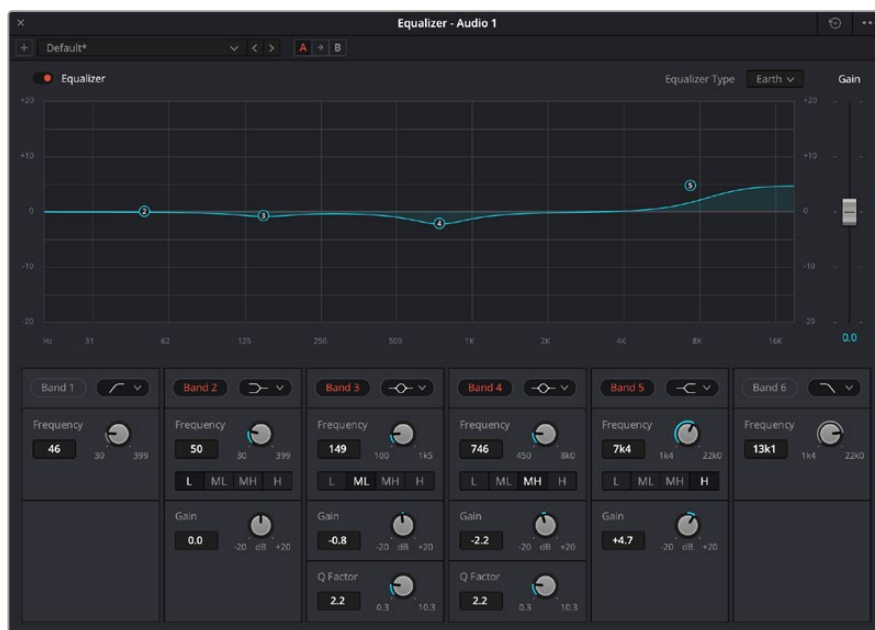 Equalizer - Audio 1
Default*
A B
Equalizer
Equalizer Type Earth Gain
+20 +20
+10 +10
0 0
-10 -10
-20 -20
Hz 31 62 125 250 500 1K 2K 4K 8K 16K 0.0
2 3 4 5
Band 1 Band 2 Band 3 Band 4 Band 5 Band 6
Frequency Frequency Frequency Frequency Frequency Frequency
46 50 149 746 7k4 13k1
30 399 30 399 100 1k5 450 8k0 1k4 22k0 1k4 22k0
L ML MH H L ML MH H L ML MH H L ML MH H
Gain Gain Gain Gain
0.0 -0.8 -2.2 +4.7
-20 dB +20 -20 dB +20 -20 dB +20 -20 dB +20
Q Factor Q Factor
2.2 2.2
0.3 10.3 0.3 10.3